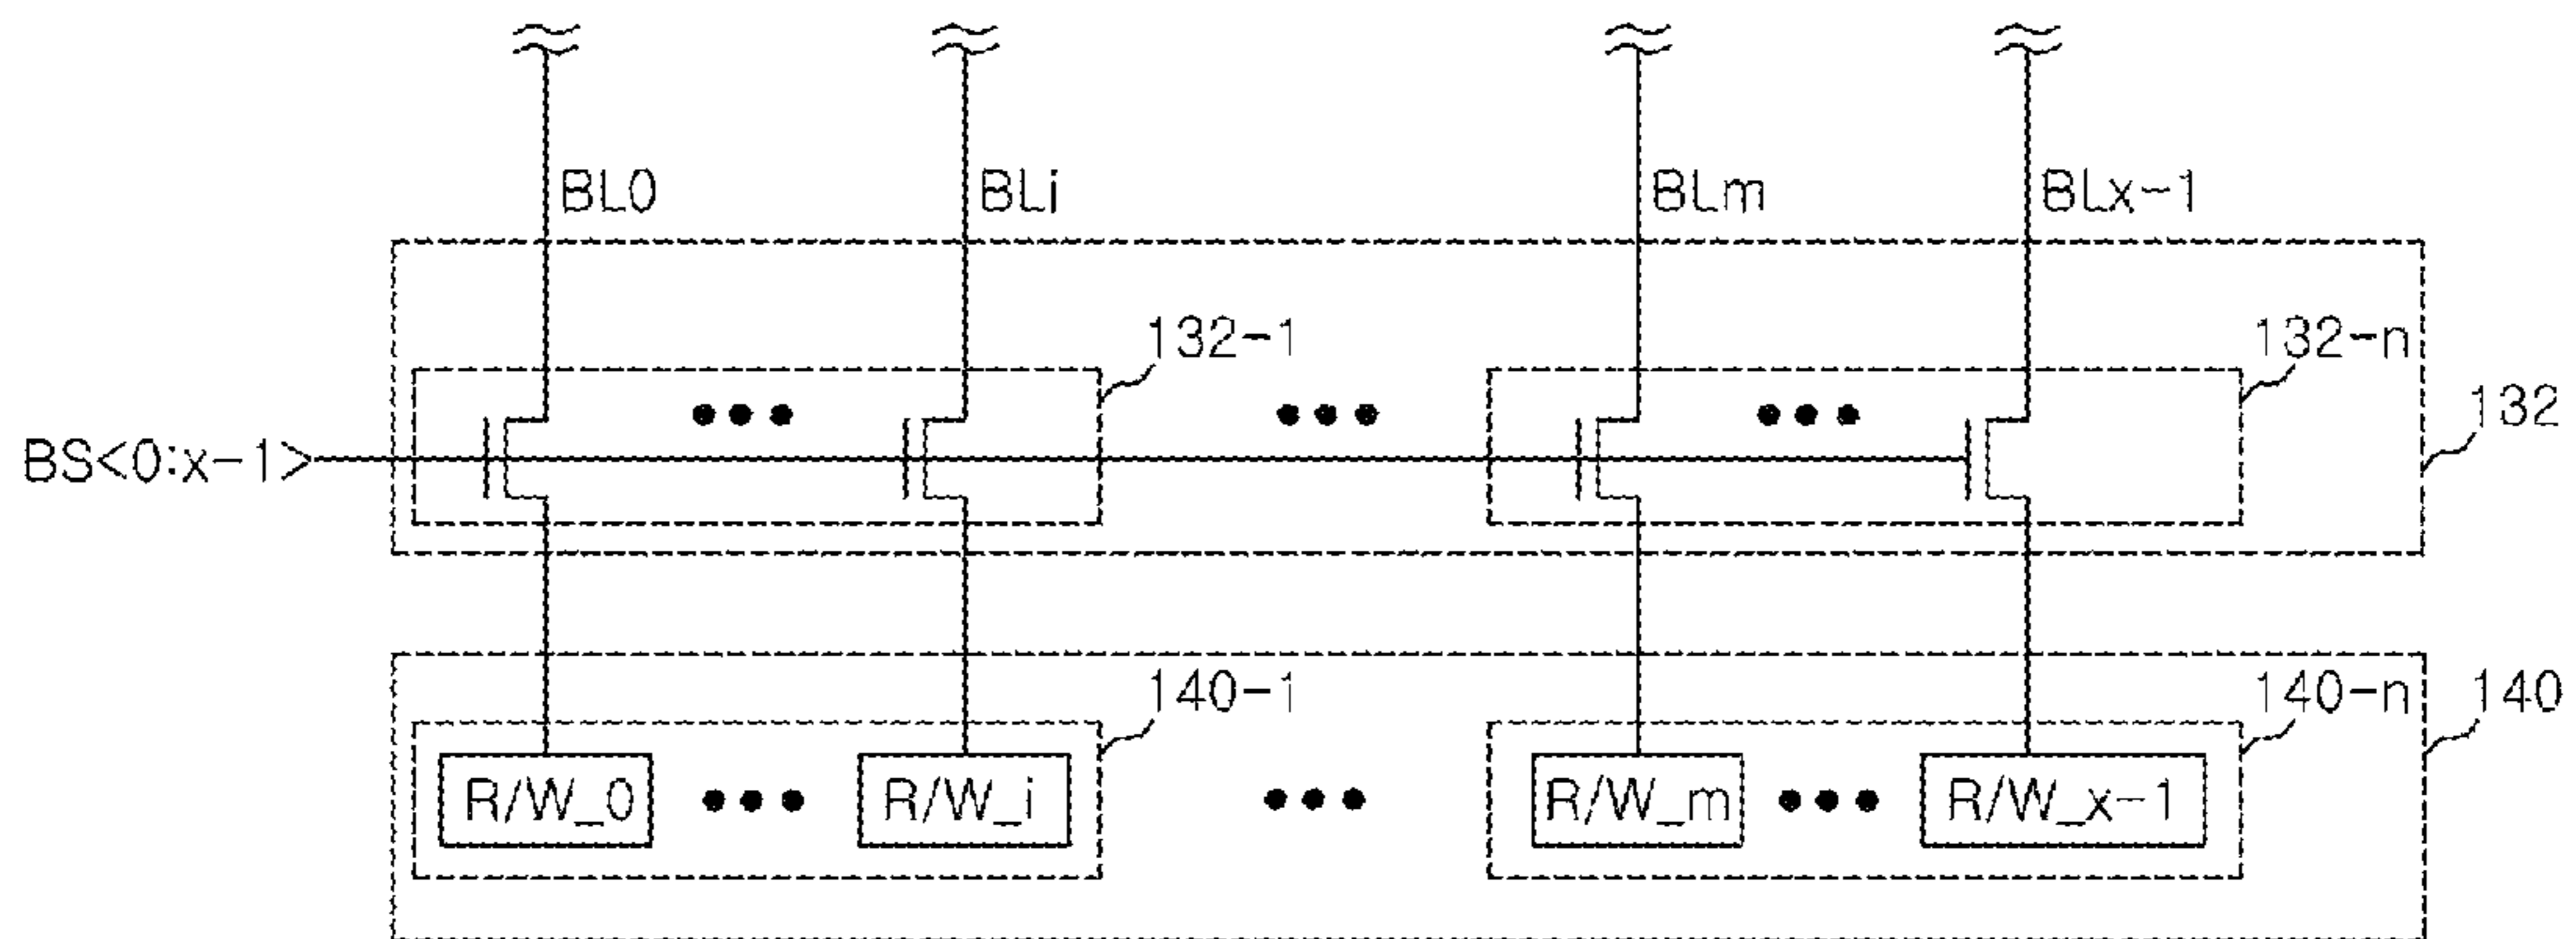 BL0 BLi BLm BLx-1
132-1 132-n
132
BS<0:x-1>
140-1 140-n 140
R/W_0 R/W_i R/W_m R/W_x-1